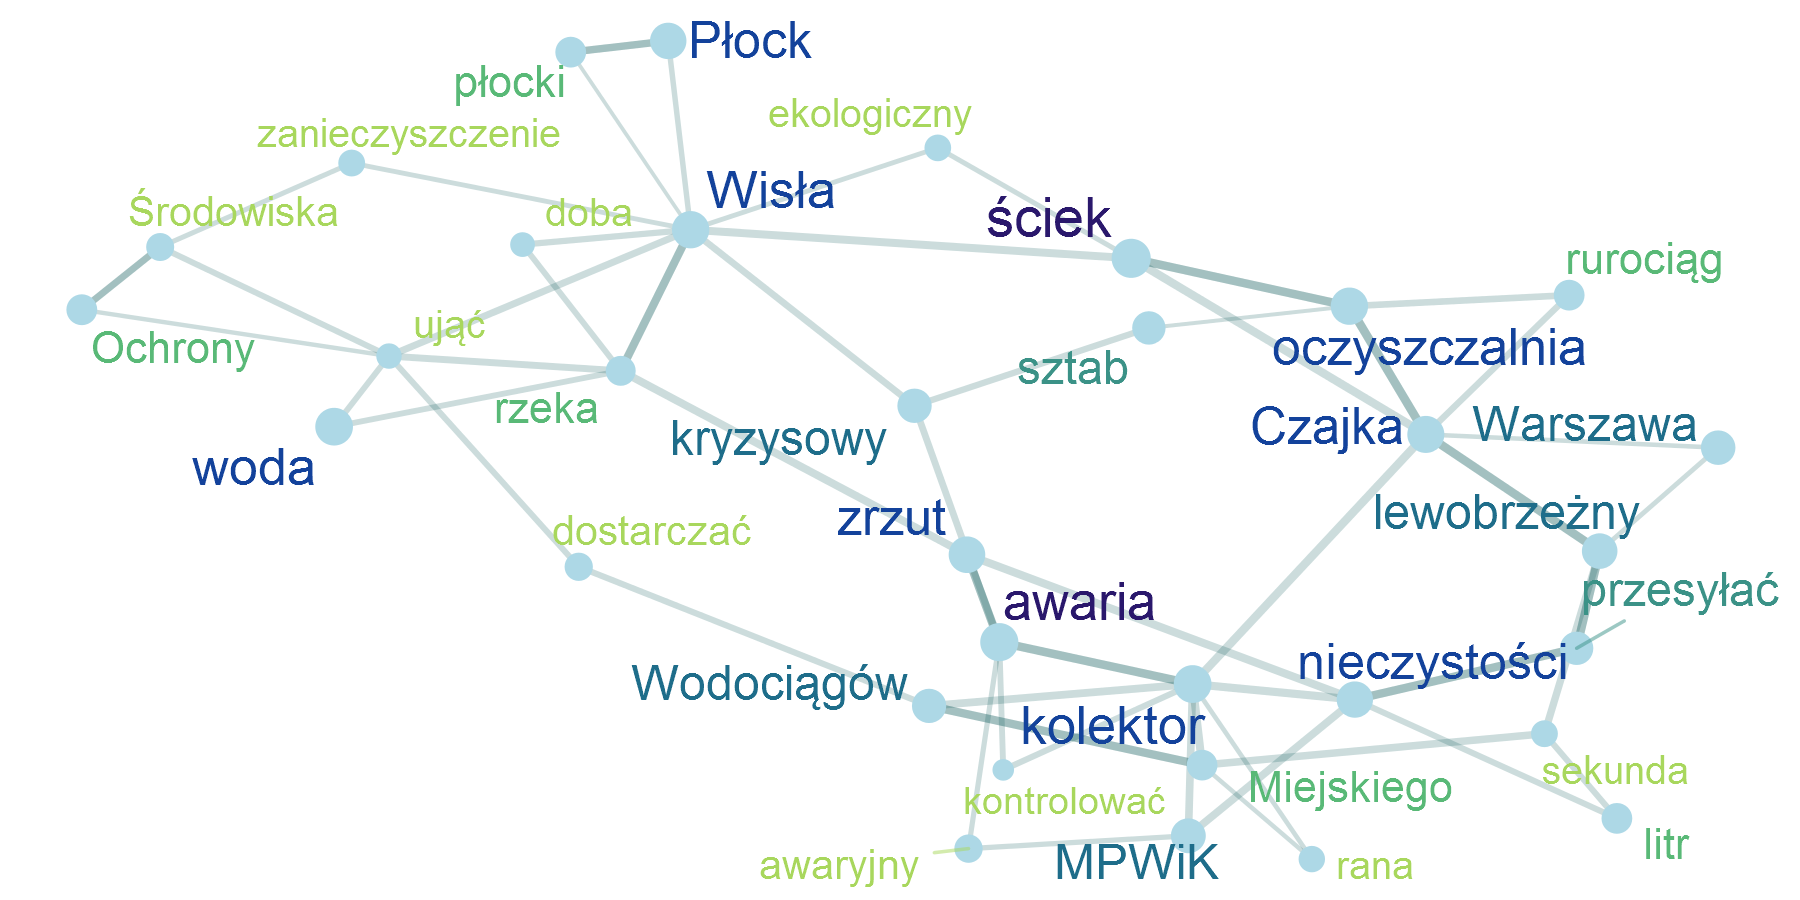 Płock
płocki
ekologiczny
zanieczyszczenie
Wisła
Środowiska
doba
ściek
rurociąg
ująć
Ochrony
oczyszczalnia
sztab
rzeka
Czajka
Warszawa
kryzysowy
woda
lewobrzeżny
zrzut
dostarczać
przesyłać
awaria
nieczystości
Wodociągów
kolektor
sekunda
Miejskiego
kontrolować
litr
MPWiK
awaryjny
rana